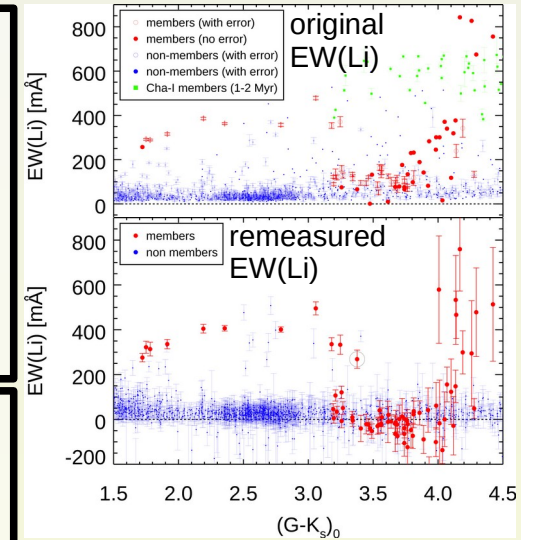 members (with error)
members (no error)
non-members (with error)
non-members (with error)
Cha-I members (1-2 Myr)
original
EW(Li)
EW(Li) [mÅ]
800
600
400
200
0
members
non members
remeasured
EW(Li)
EW(Li) [mÅ]
800
600
400
200
0
-200
1.5 2.0 2.5 3.0 3.5 4.0 4.5
(G-Ks)0